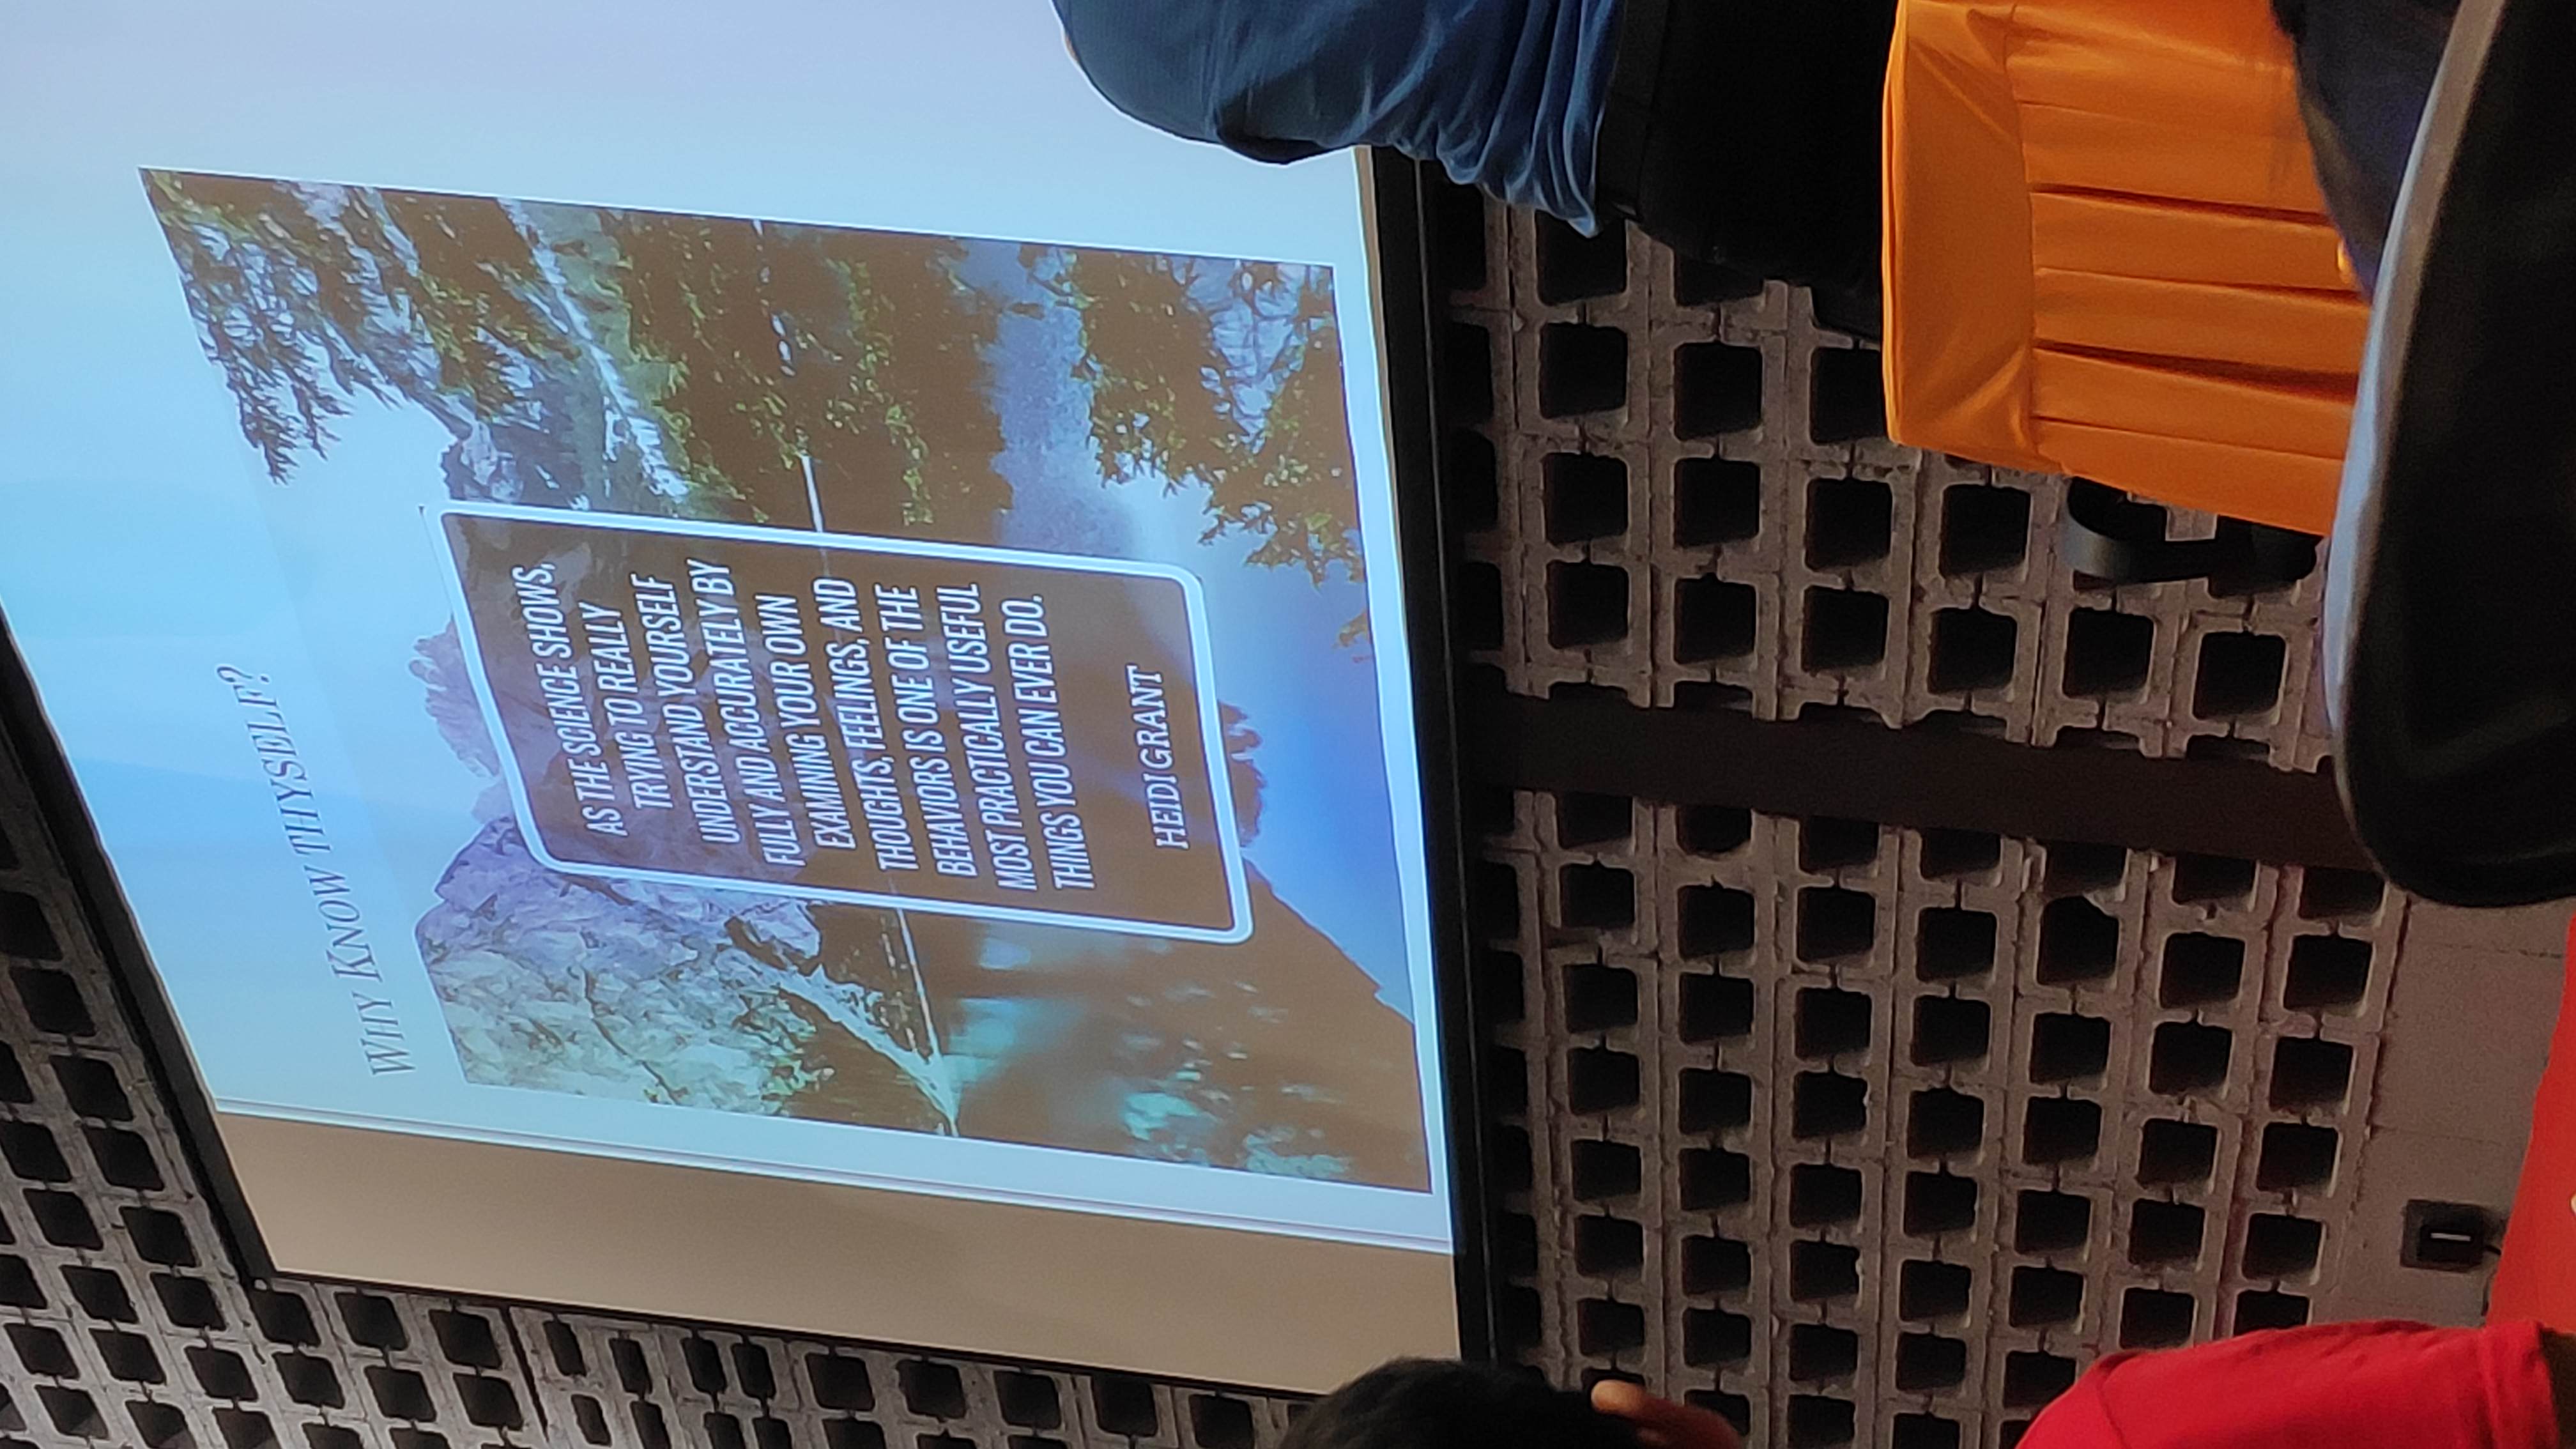 WHY KNOW THYSELF?
AS THE SCIENCE SHOWS,
TRYING TO REALLY
UNDERSTAND YOURSELF
FULLY AND ACCURATELY BY
EXAMINING YOUR OWN
THOUGHTS, FEELINGS, AND
BEHAVIORS IS ONE OF THE
MOST PRACTICALLY USEFUL
THINGS YOU CAN EVER DO.
HEIDI GRANT